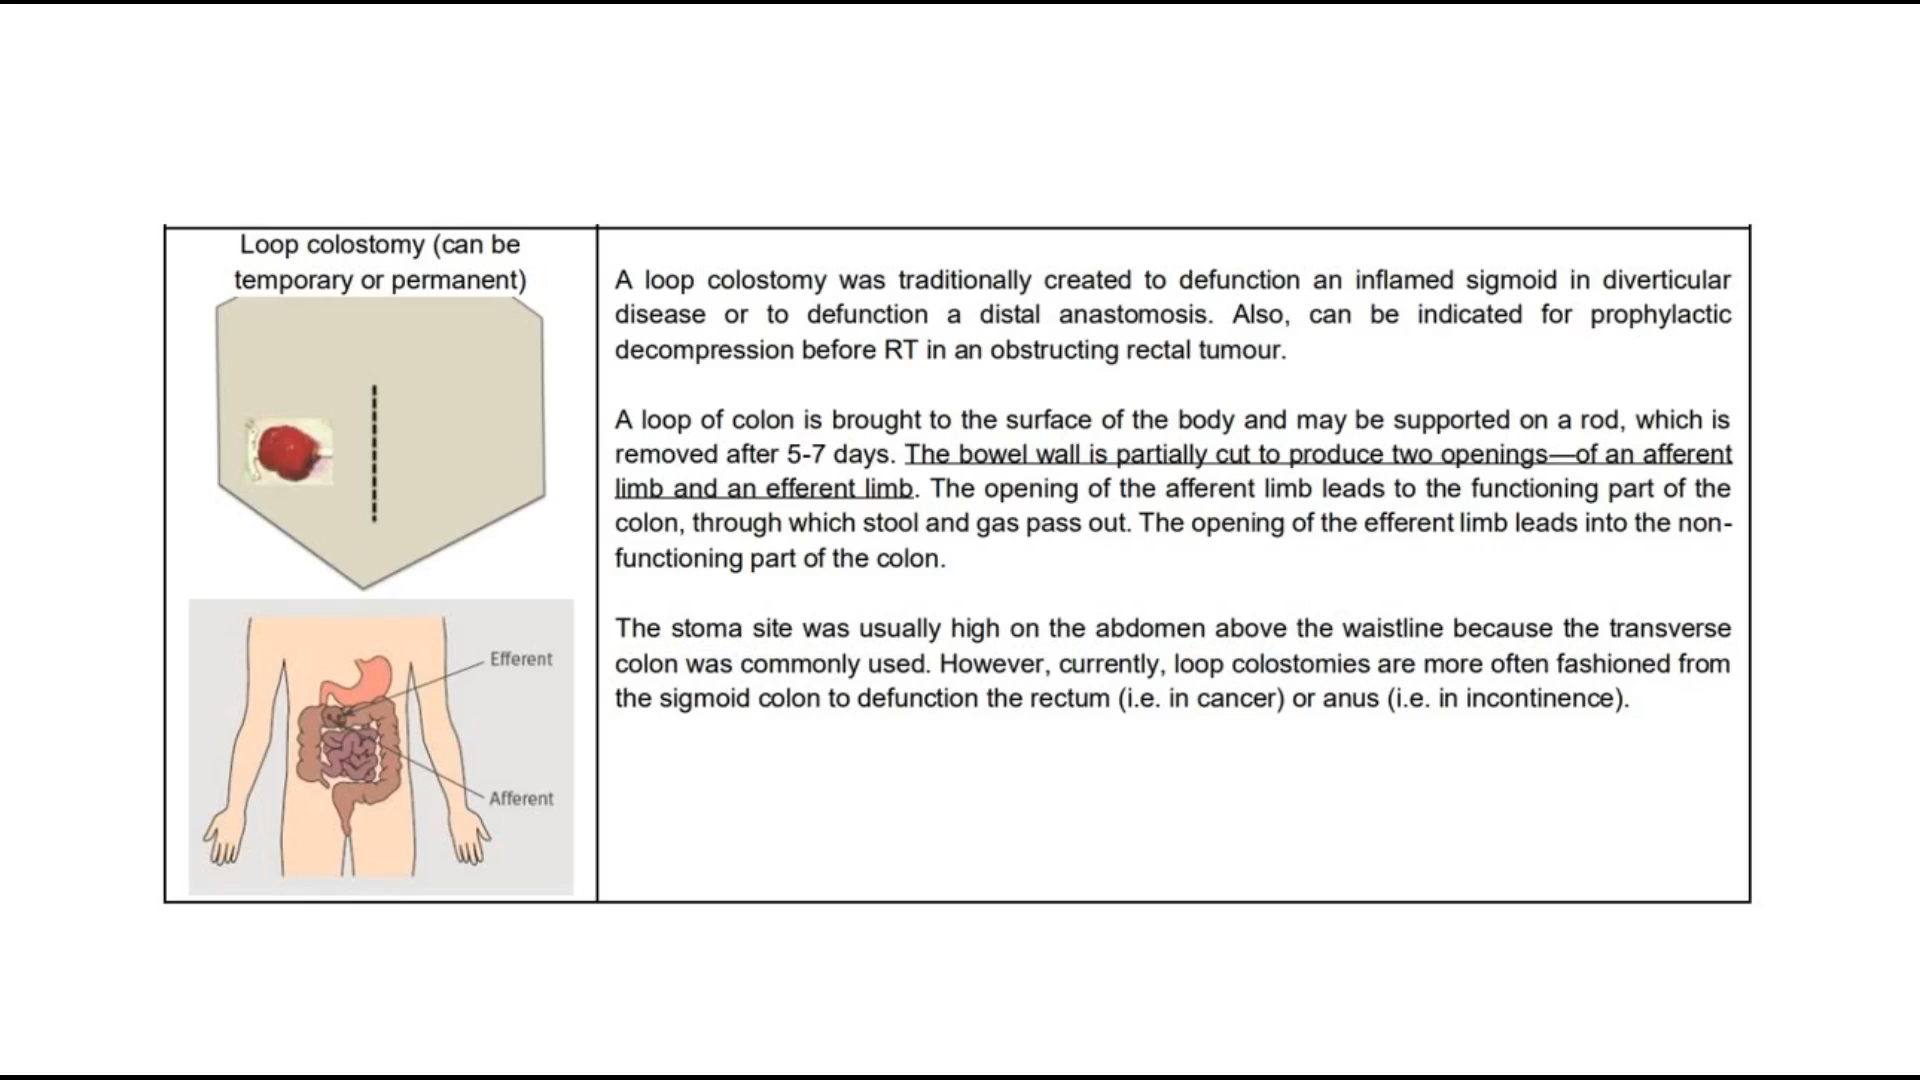 Loop colostomy (can be
temporary or permanent)
Efferent
Afferent
A loop colostomy was traditionally created to defunction an inflamed sigmoid in diverticular
disease or to defunction a distal anastomosis. Also, can be indicated for prophylactic
decompression before RT in an obstructing rectal tumour.
A loop of colon is brought to the surface of the body and may be supported on a rod, which is
removed after 5-7 days. The bowel wall is partially cut to produce two openings—of an afferent
limb and an efferent limb. The opening of the afferent limb leads to the functioning part of the
colon, through which stool and gas pass out. The opening of the efferent limb leads into the non-
functioning part of the colon.
The stoma site was usually high on the abdomen above the waistline because the transverse
colon was commonly used. However, currently, loop colostomies are more often fashioned from
the sigmoid colon to defunction the rectum (i.e. in cancer) or anus (i.e. in incontinence).